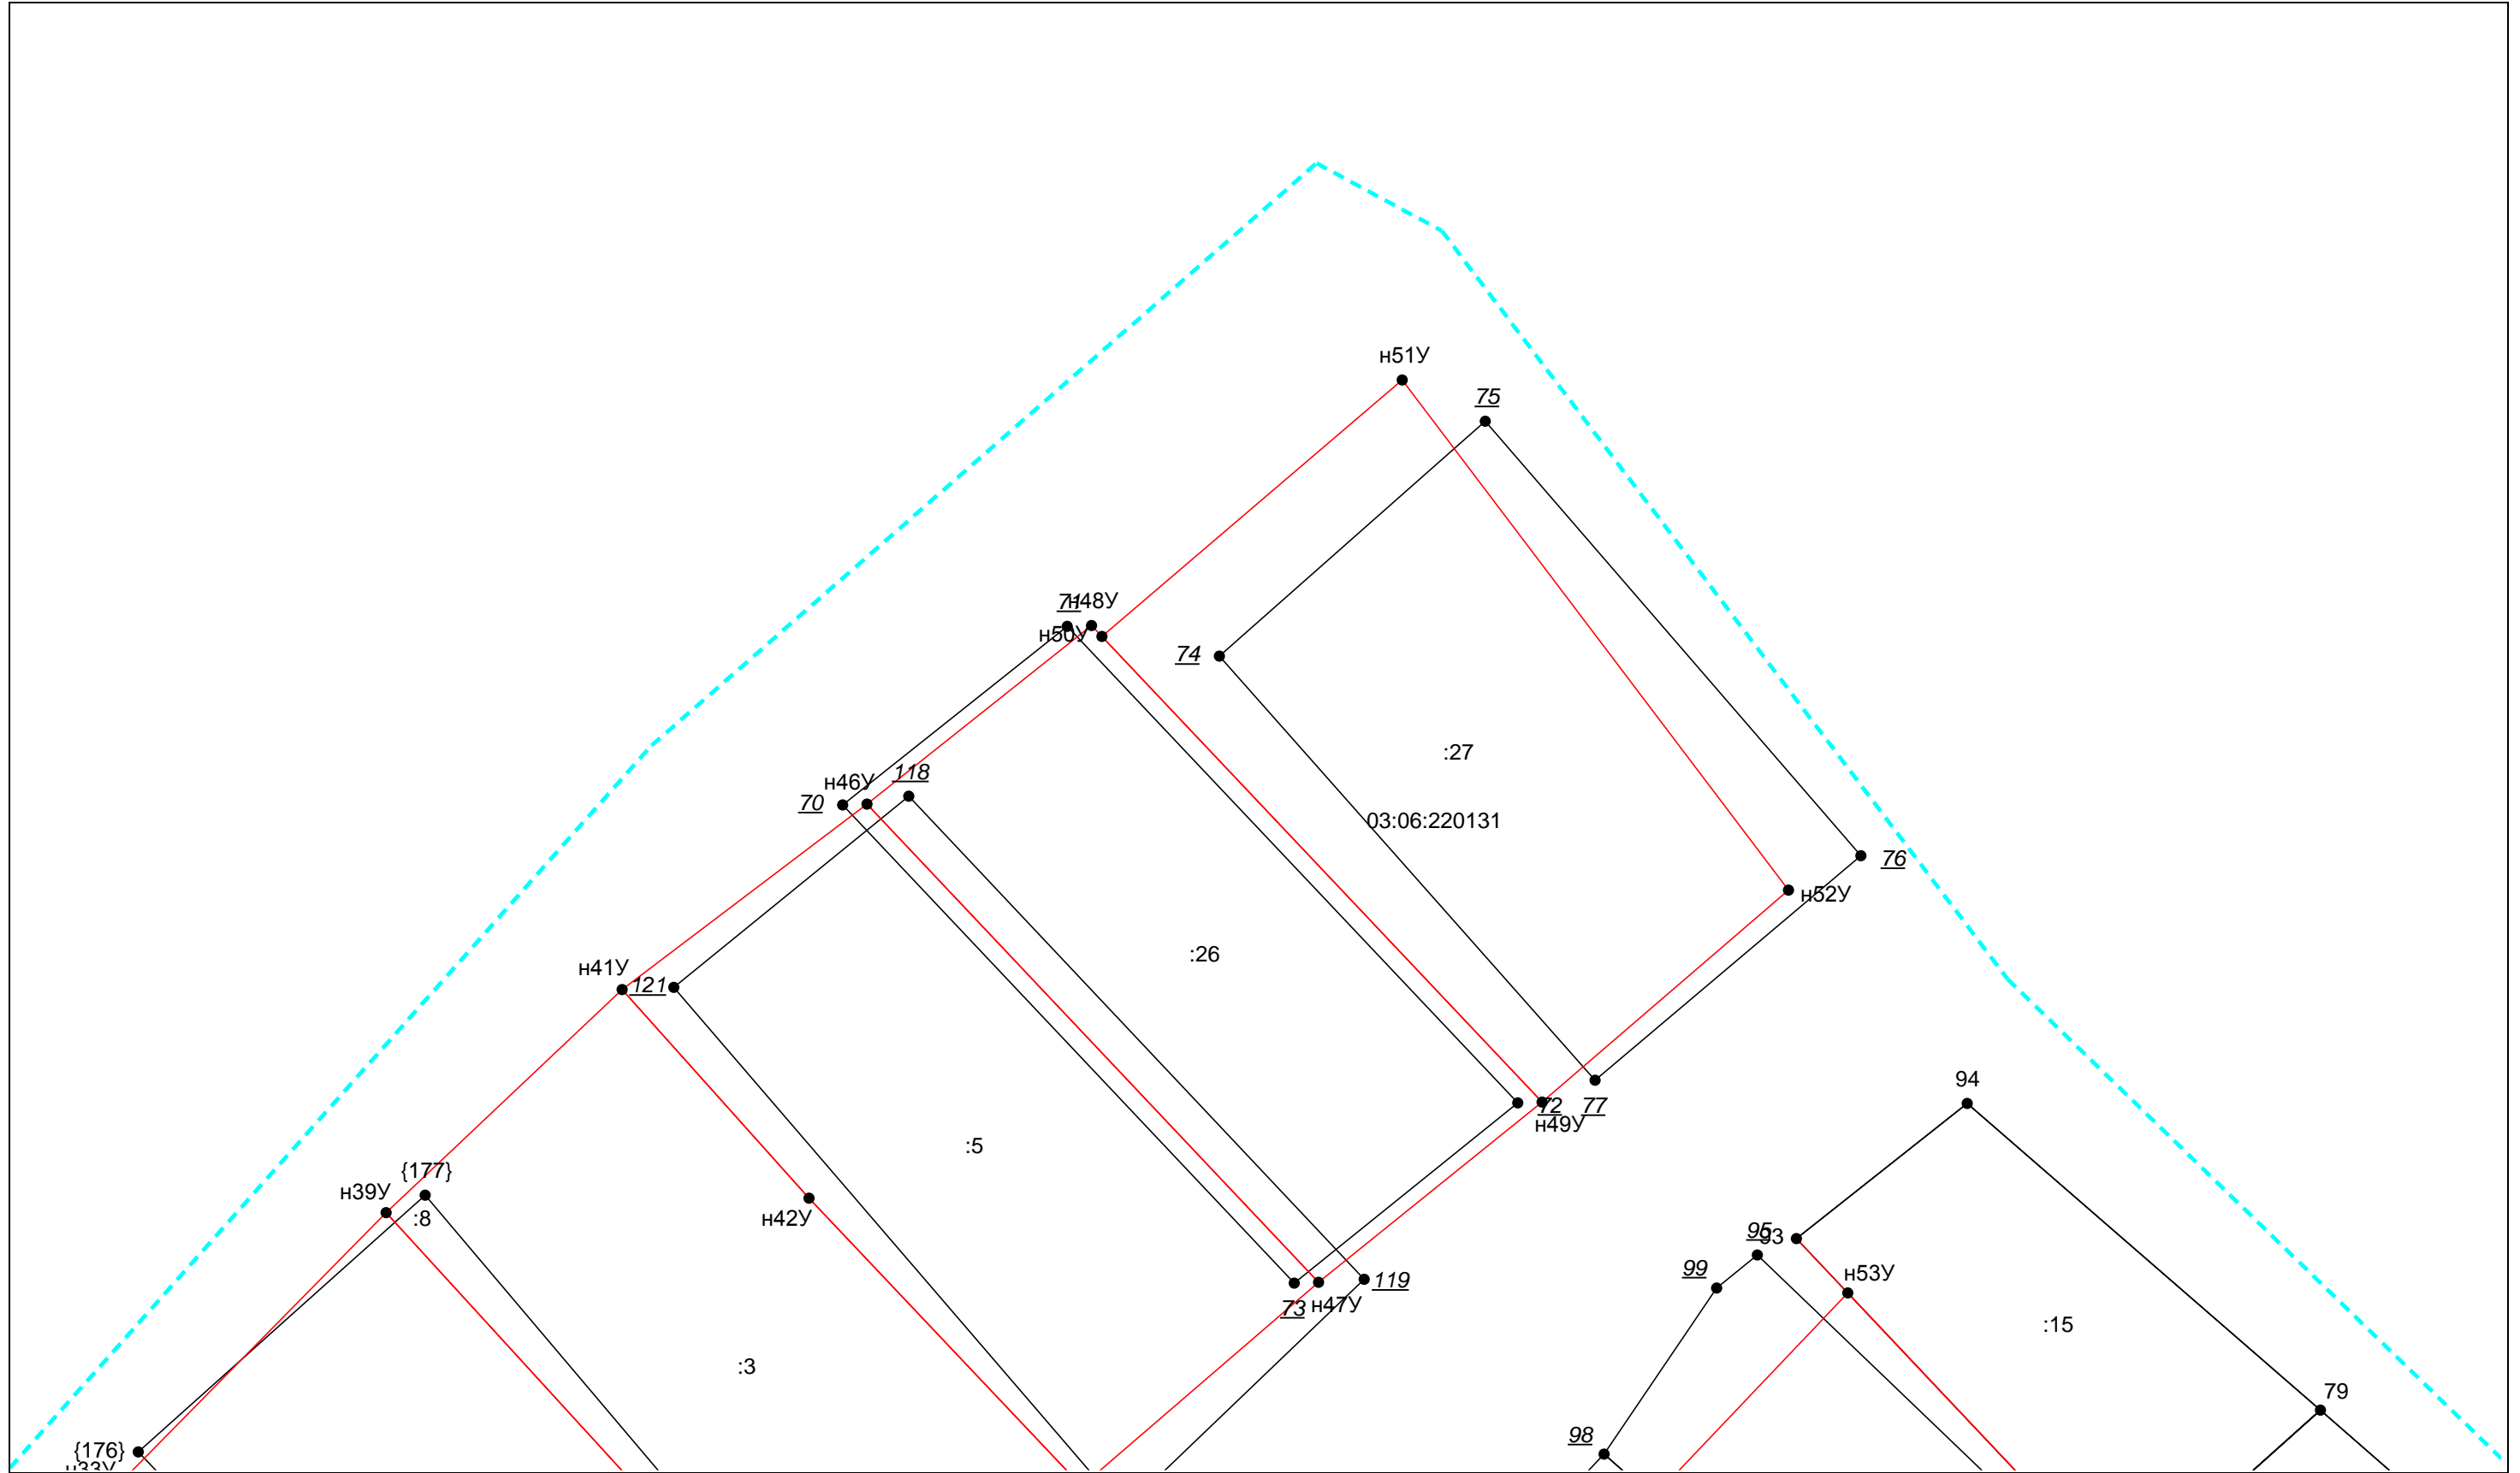 н51У
75
71
н48У
н50У
74
:27
н46У
118
70
03:06:220131
76
н52У
:26
н41У
121
94
72
77
н49У
:5
{177}
н39У
:8
н42У
95
93
99
н53У
119
73
н47У
:15
:3
79
98
{176}
н33У